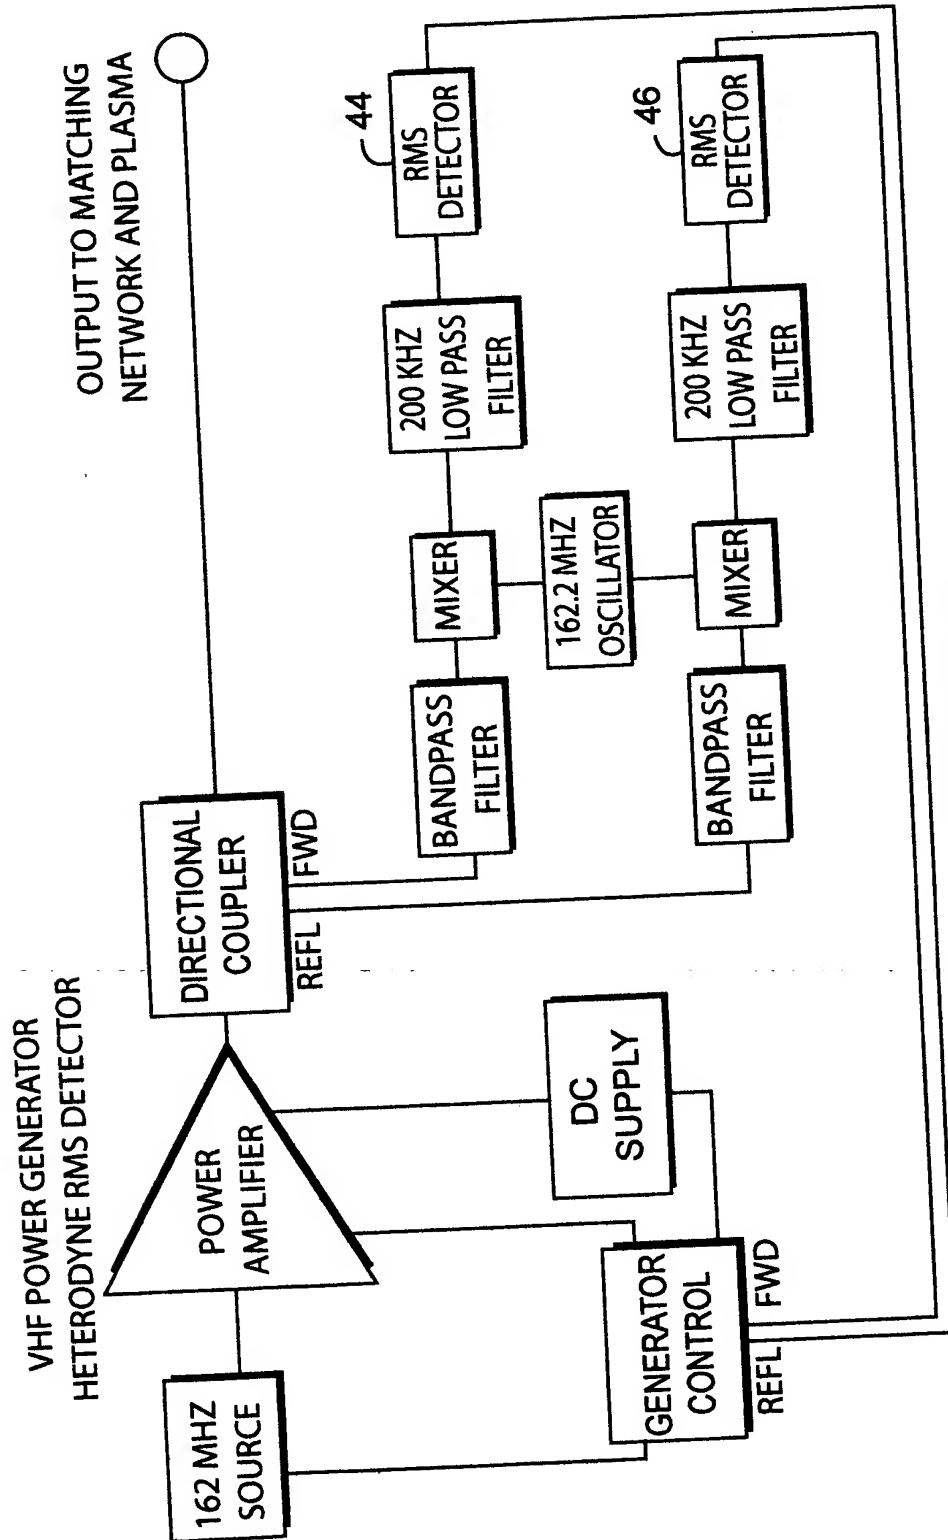 VHF POWER GENERATOR
HETERODYNE RMS DETECTOR
OUTPUT TO MATCHING
NETWORK AND PLASMA
162 MHZ
SOURCE
POWER
AMPLIFIER
DIRECTIONAL
COUPLER
REFL
FWD
GENERATOR
CONTROL
REFL
FWD
DC
SUPPLY
BANDPASS
FILTER
MIXER
200 KHZ
LOW PASS
FILTER
RMS
DETECTOR
44
162.2 MHZ
OSCILLATOR
BANDPASS
FILTER
MIXER
200 KHZ
LOW PASS
FILTER
RMS
DETECTOR
46